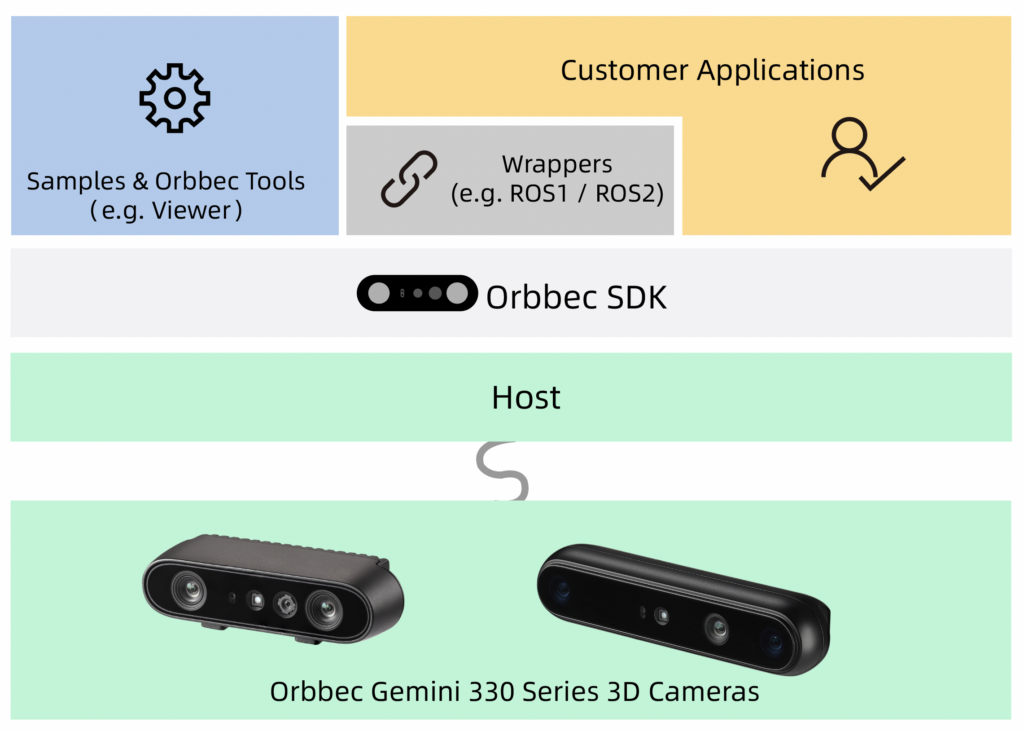 Customer Applications
Samples & Orbbec Tools
(e.g. Viewer)
Wrappers
(e.g. ROS1 / ROS2)
Orbbec SDK
Host
Orbbec Gemini 330 Series 3D Cameras